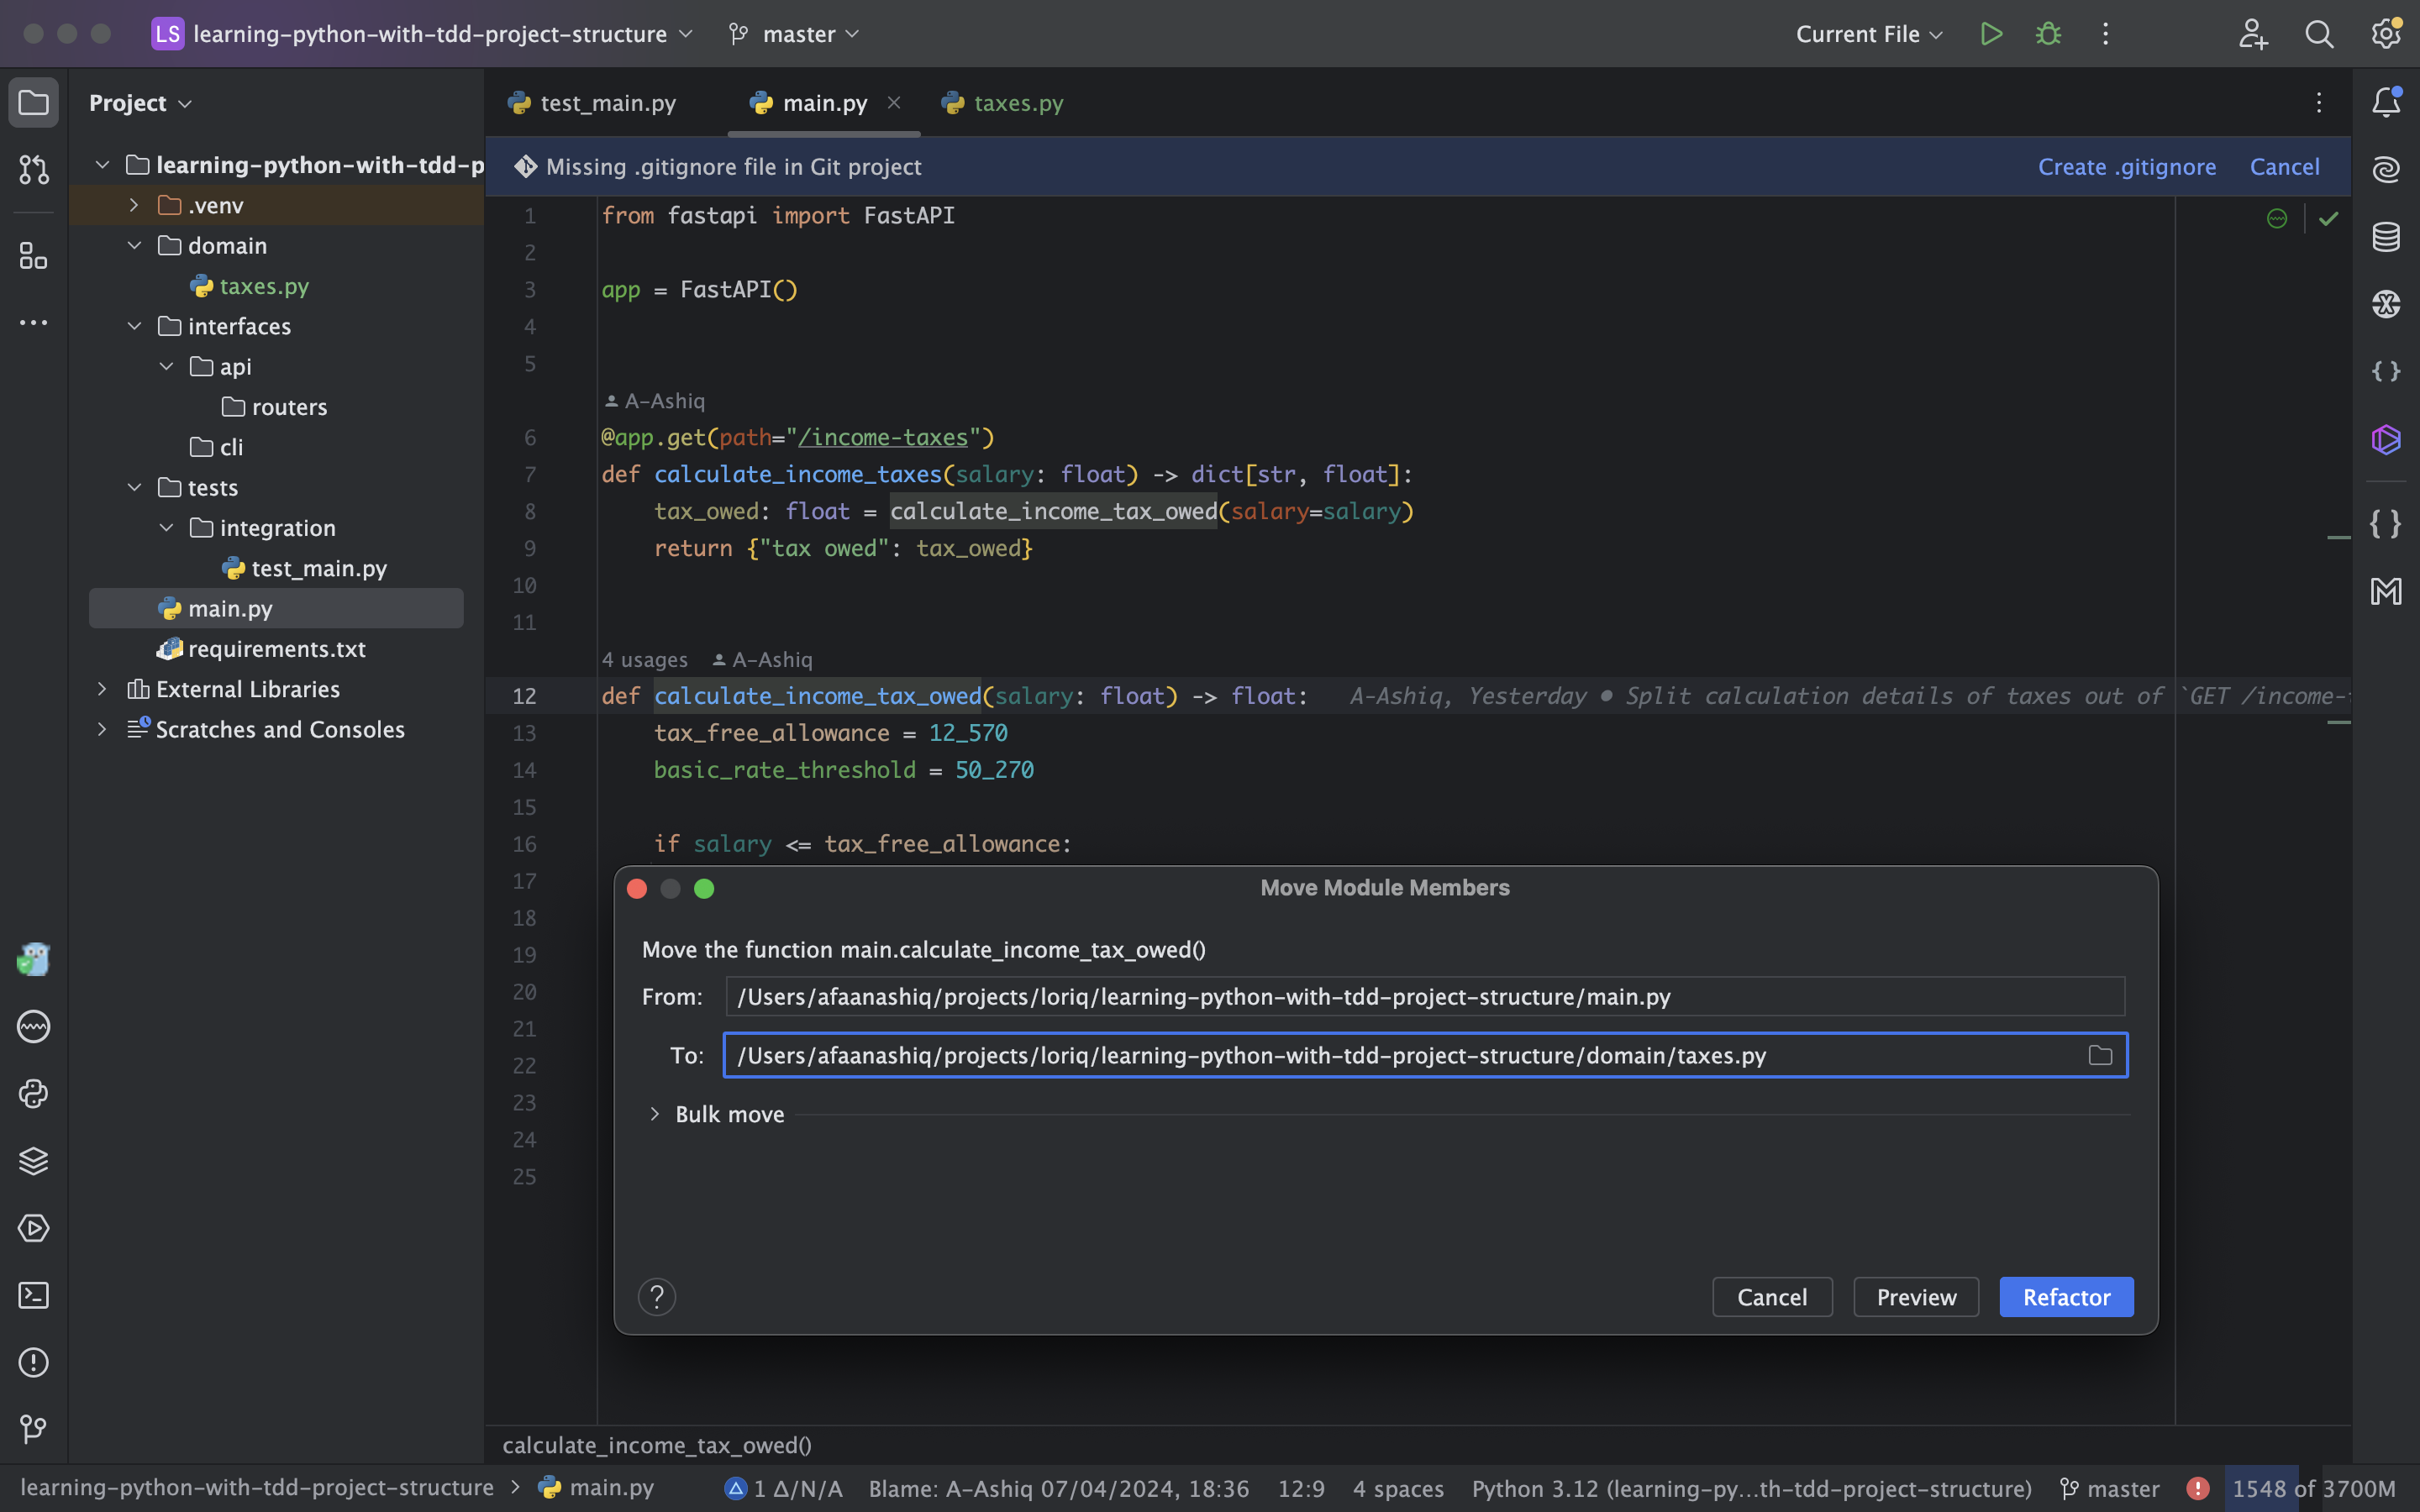 LS learning-python-with-tdd-project-structure master Current File
Project
test_main.py main.py taxes.py
Missing .gitignore file in Git project Create .gitignore Cancel
learning-python-with-tdd-p
.venv
domain
taxes.py
interfaces
api
routers
cli
tests
integration
test_main.py
main.py
requirements.txt
External Libraries
Scratches and Consoles
1 from fastapi import FastAPI
2
3 app = FastAPI()
4
5
A-Ashiq
6 @app.get(path="/income-taxes")
7 def calculate_income_taxes(salary: float) -> dict[str, float]:
8 tax_owed: float = calculate_income_tax_owed(salary=salary)
9 return {"tax owed": tax_owed}
10
11
4 usages A-Ashiq
12 def calculate_income_tax_owed(salary: float) -> float: A-Ashiq, Yesterday • Split calculation details of taxes out of `GET /income-
13 tax_free_allowance = 12_570
14 basic_rate_threshold = 50_270
15
16 if salary <= tax_free_allowance:
17
18
19
20
21
22
23
24
25
Move Module Members
Move the function main.calculate_income_tax_owed()
From: /Users/afaanashiq/projects/loriq/learning-python-with-tdd-project-structure/main.py
To: /Users/afaanashiq/projects/loriq/learning-python-with-tdd-project-structure/domain/taxes.py
Bulk move
? Cancel Preview Refactor
calculate_income_tax_owed()
learning-python-with-tdd-project-structure > main.py 1 Δ/N/A Blame: A-Ashiq 07/04/2024, 18:36 12:9 4 spaces Python 3.12 (learning-py...th-tdd-project-structure) master 1548 of 3700M